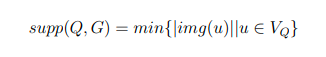 supp(Q, G) = min{|img(u)||u ∈ V_Q}